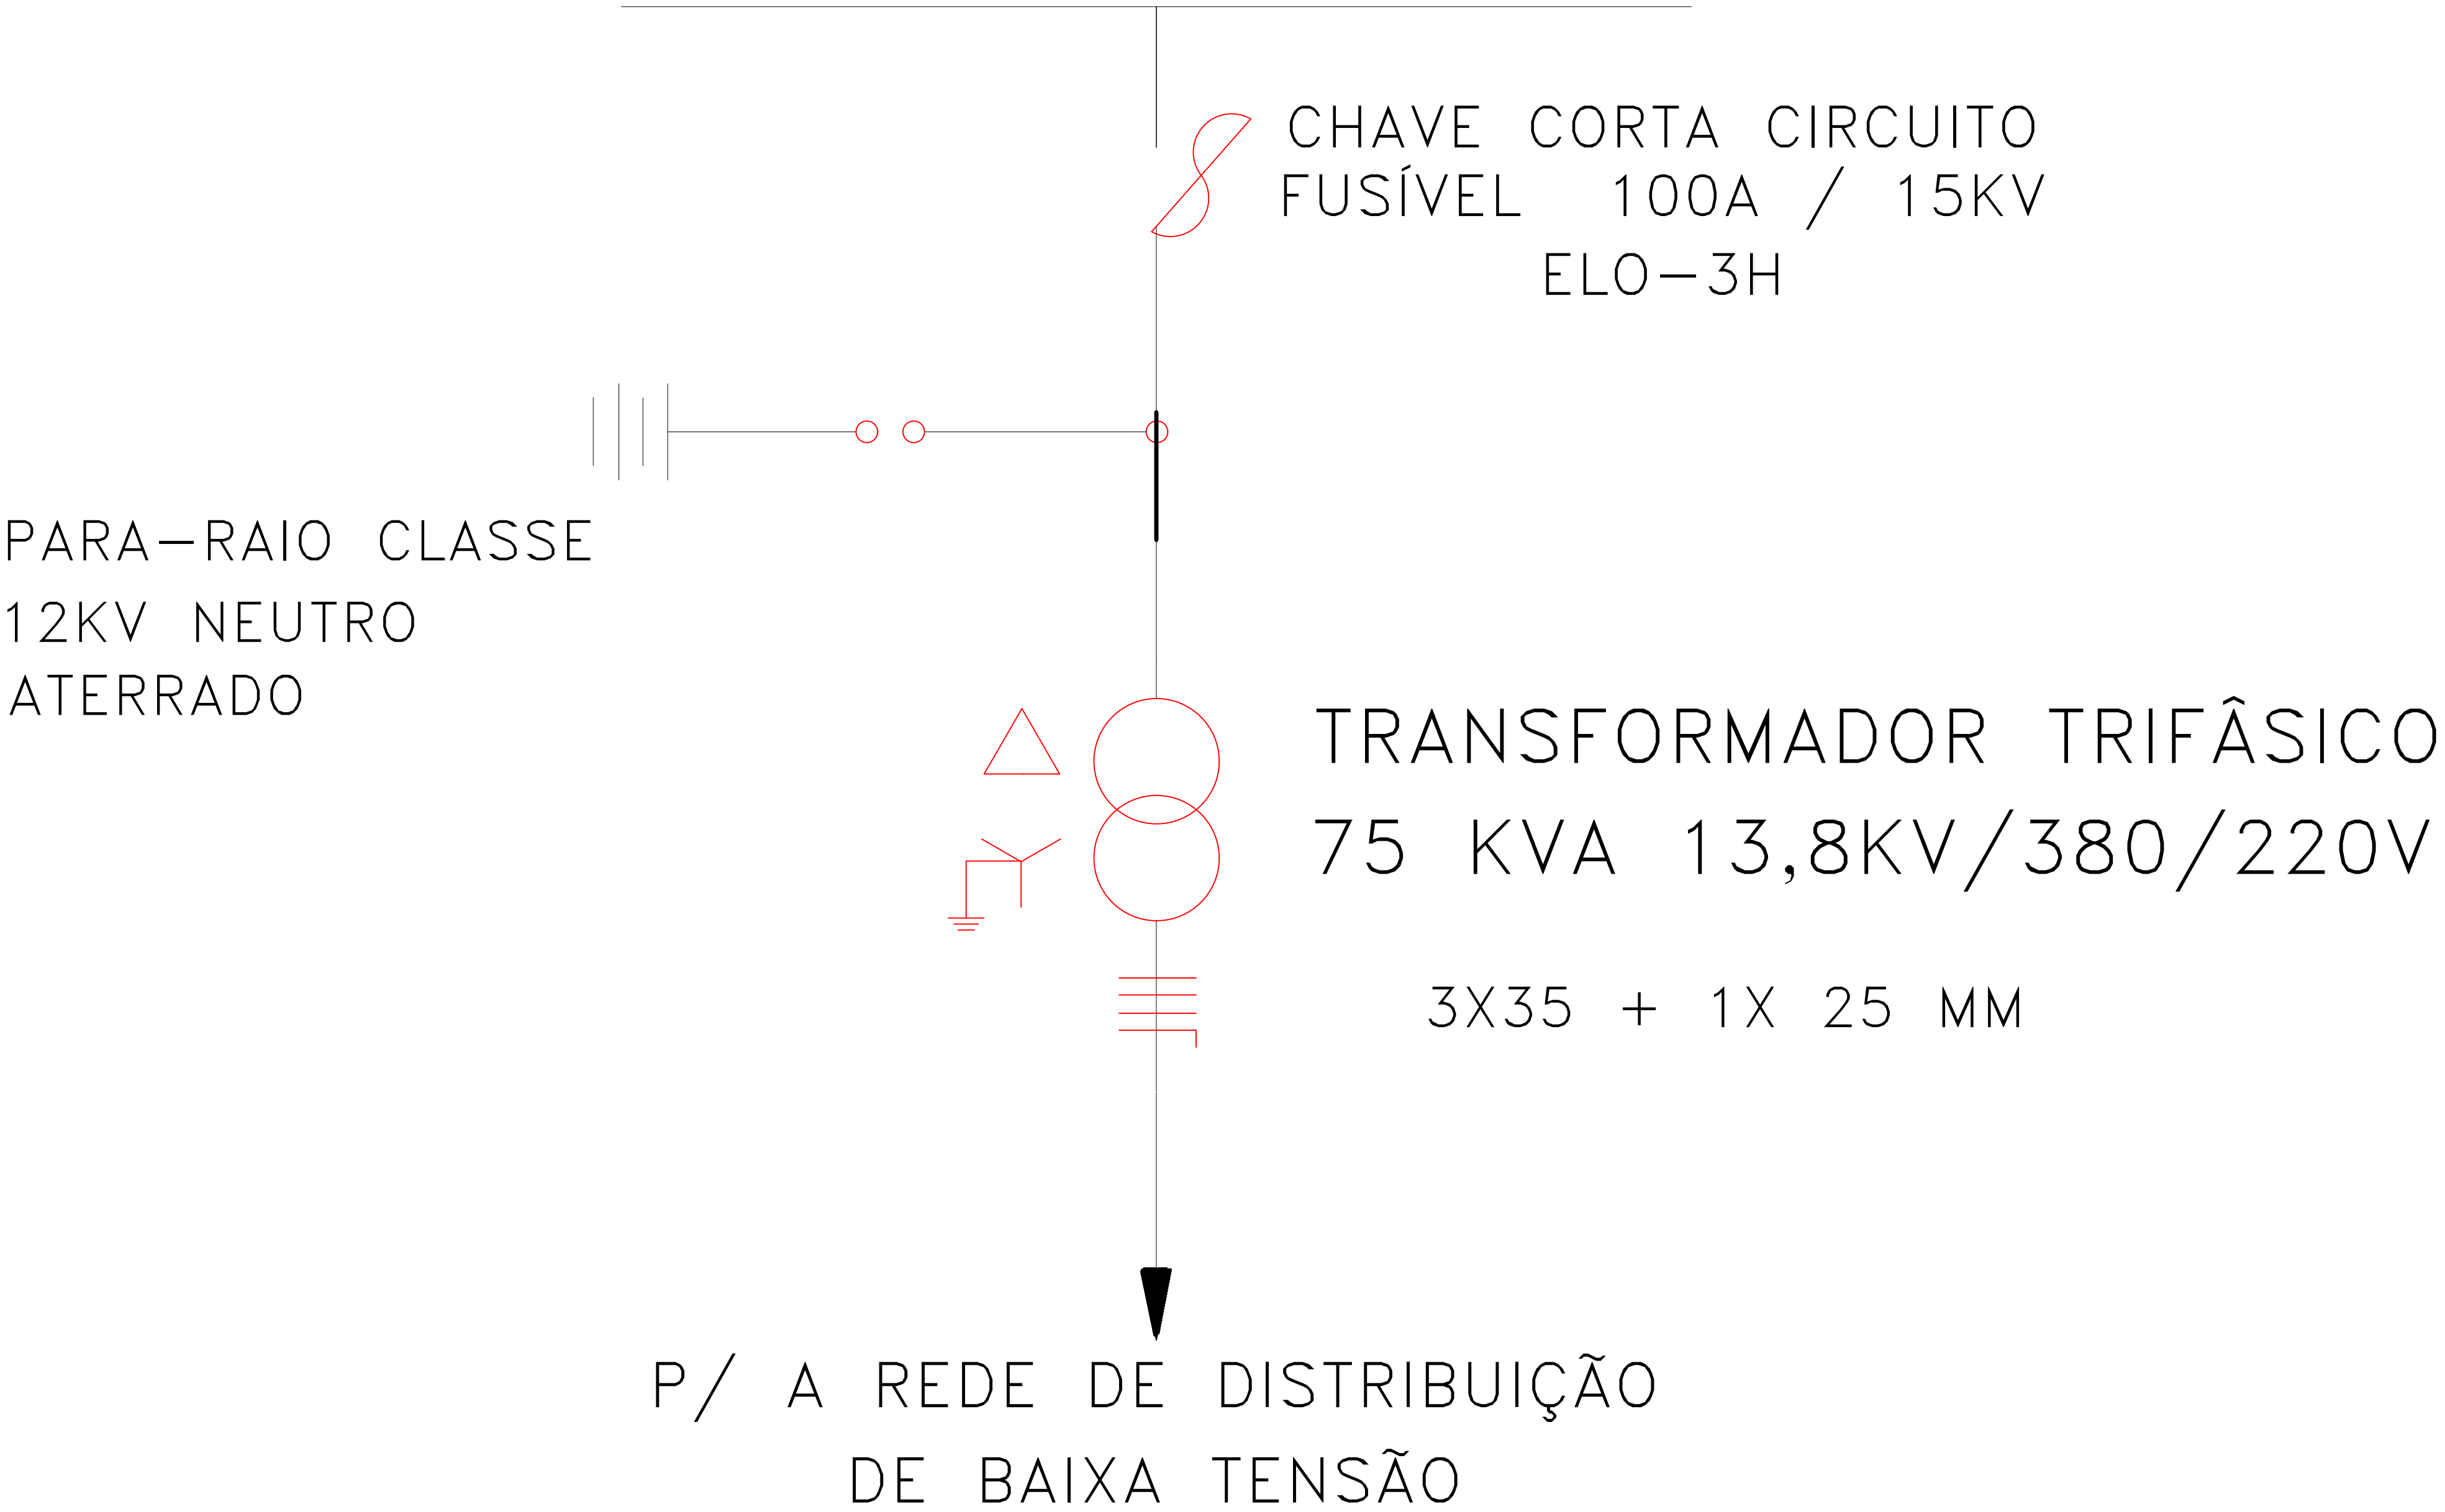 CHAVE CORTA CIRCUITO
FUSÍVEL 100A / 15KV
ELO-3H
PARA-RAIO CLASSE
12KV NEUTRO
ATERRADO
TRANSFORMADOR TRIFÂSICO
75 KVA 13,8KV/380/220V
3X35 + 1X 25 MM
P/ A REDE DE DISTRIBUIÇÃO
DE BAIXA TENSÃO